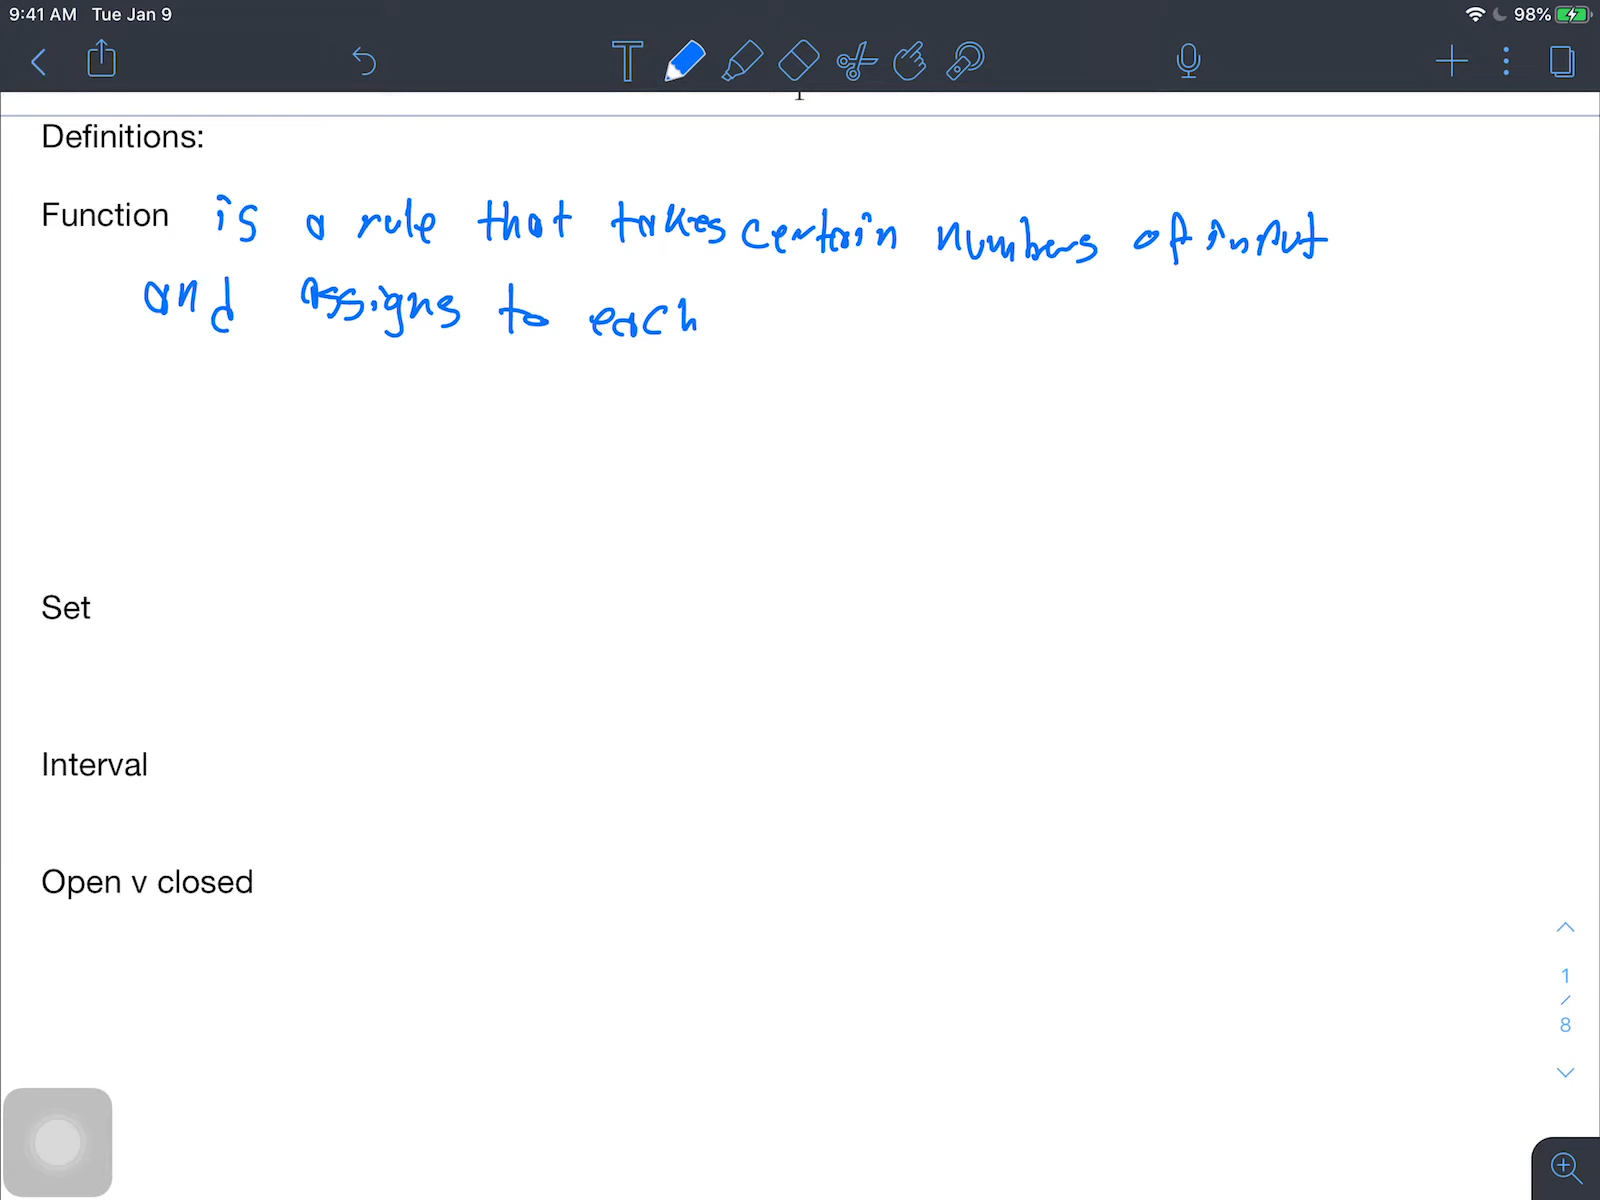 9:41 AM Tue Jan 9 98%
1
Definitions:
Function is a rule that takes certain numbers of input
and assigns to each
Set
Interval
Open v closed
1
/
8